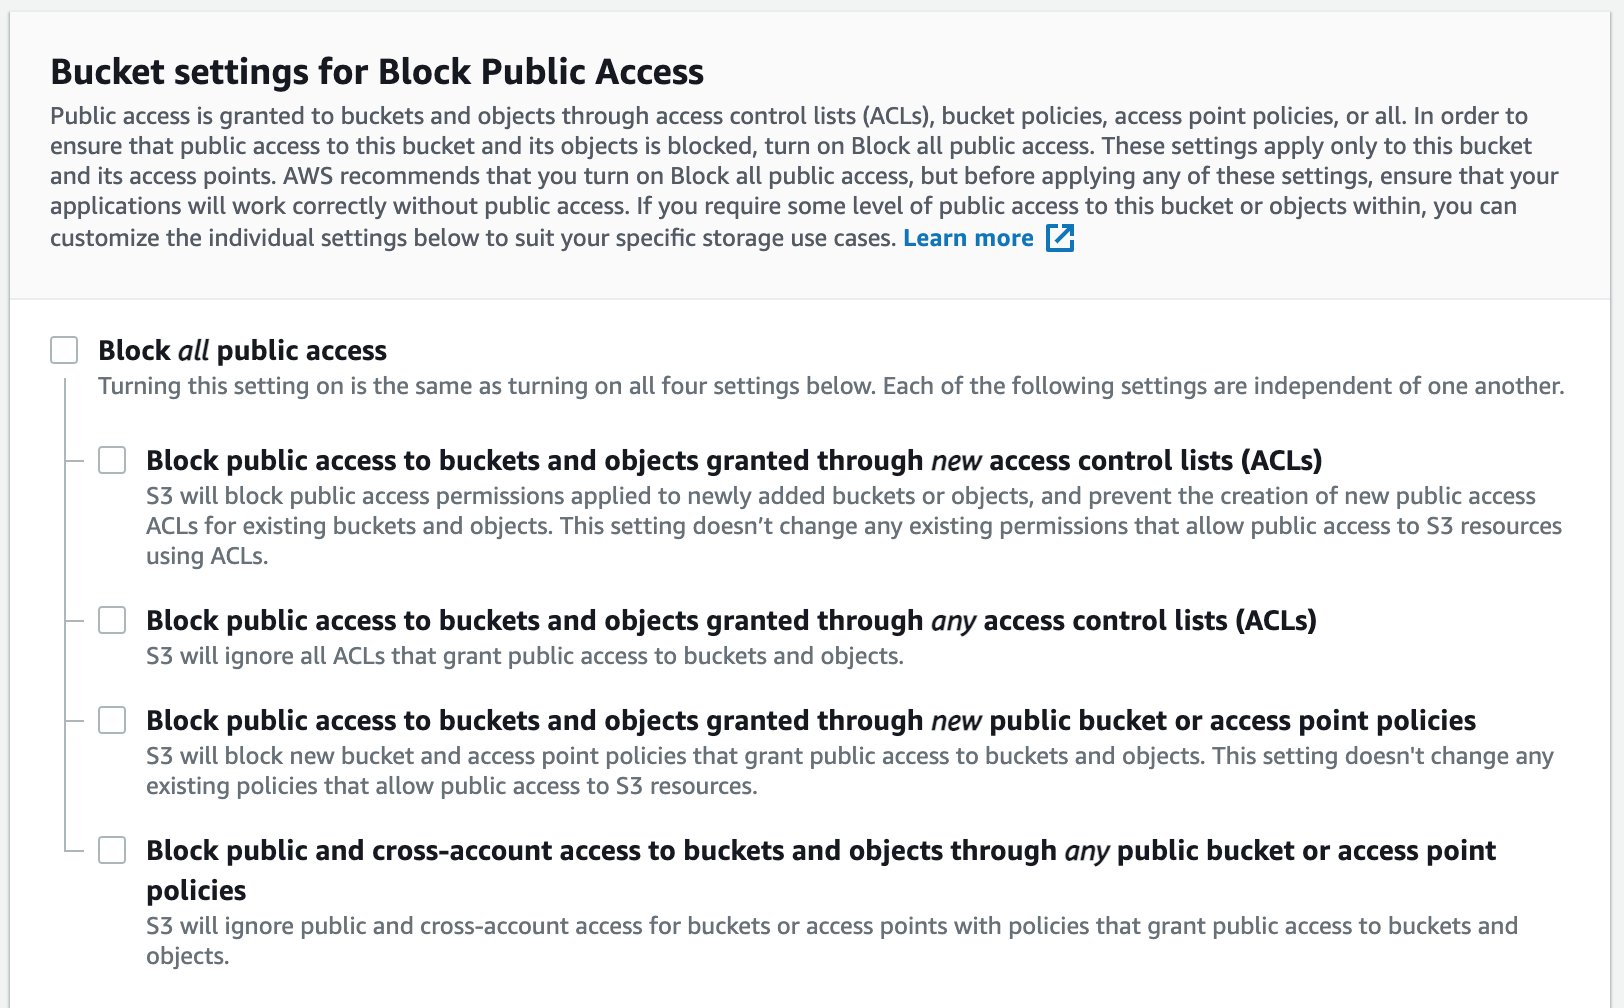 Bucket settings for Block Public Access
Public access is granted to buckets and objects through access control lists (ACLs), bucket policies, access point policies, or all. In order to
ensure that public access to this bucket and its objects is blocked, turn on Block all public access. These settings apply only to this bucket
and its access points. AWS recommends that you turn on Block all public access, but before applying any of these settings, ensure that your
applications will work correctly without public access. If you require some level of public access to this bucket or objects within, you can
customize the individual settings below to suit your specific storage use cases. Learn more
Block all public access
Turning this setting on is the same as turning on all four settings below. Each of the following settings are independent of one another.
Block public access to buckets and objects granted through new access control lists (ACLs)
S3 will block public access permissions applied to newly added buckets or objects, and prevent the creation of new public access
ACLs for existing buckets and objects. This setting doesn’t change any existing permissions that allow public access to S3 resources
using ACLs.
Block public access to buckets and objects granted through any access control lists (ACLs)
S3 will ignore all ACLs that grant public access to buckets and objects.
Block public access to buckets and objects granted through new public bucket or access point policies
S3 will block new bucket and access point policies that grant public access to buckets and objects. This setting doesn't change any
existing policies that allow public access to S3 resources.
Block public and cross-account access to buckets and objects through any public bucket or access point
policies
S3 will ignore public and cross-account access for buckets or access points with policies that grant public access to buckets and
objects.